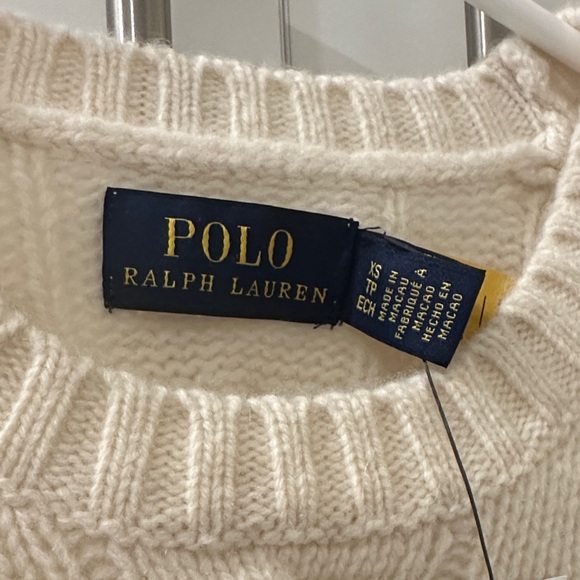 POLO
RALPH LAUREN
XS
TP
ECH
MADE IN
MACAU
FABRIQUÉ À
MACAO
HECHO EN
MACAO